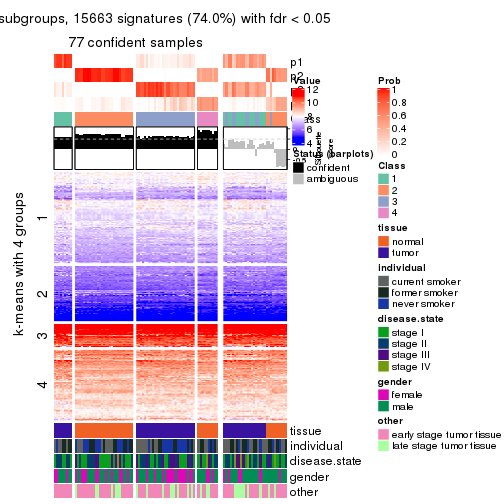 subgroups, 15663 signatures (74.0%) with fdr < 0.05
77 confident samples
p1
p2
Value
12
10
8
6
4
Status (barplots)
confident
ambiguous
Prob
1
0.8
0.6
0.4
0.2
0
Class
1
2
3
4
tissue
normal
tumor
individual
current smoker
former smoker
never smoker
disease.state
stage I
stage II
stage III
stage IV
gender
female
male
other
early stage tumor tissue
late stage tumor tissue
k-means with 4 groups
1
2
3
4
tissue
individual
disease.state
gender
other